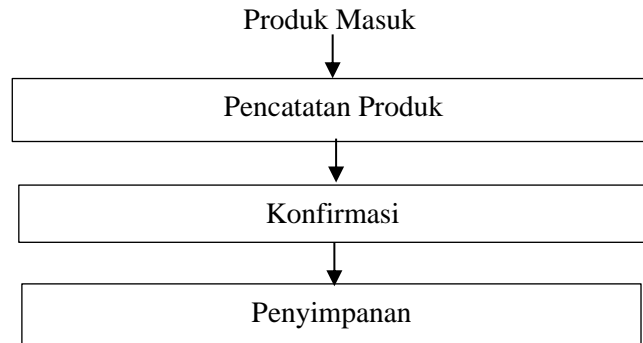 Produk Masuk
Pencatatan Produk
Konfirmasi
Penyimpanan